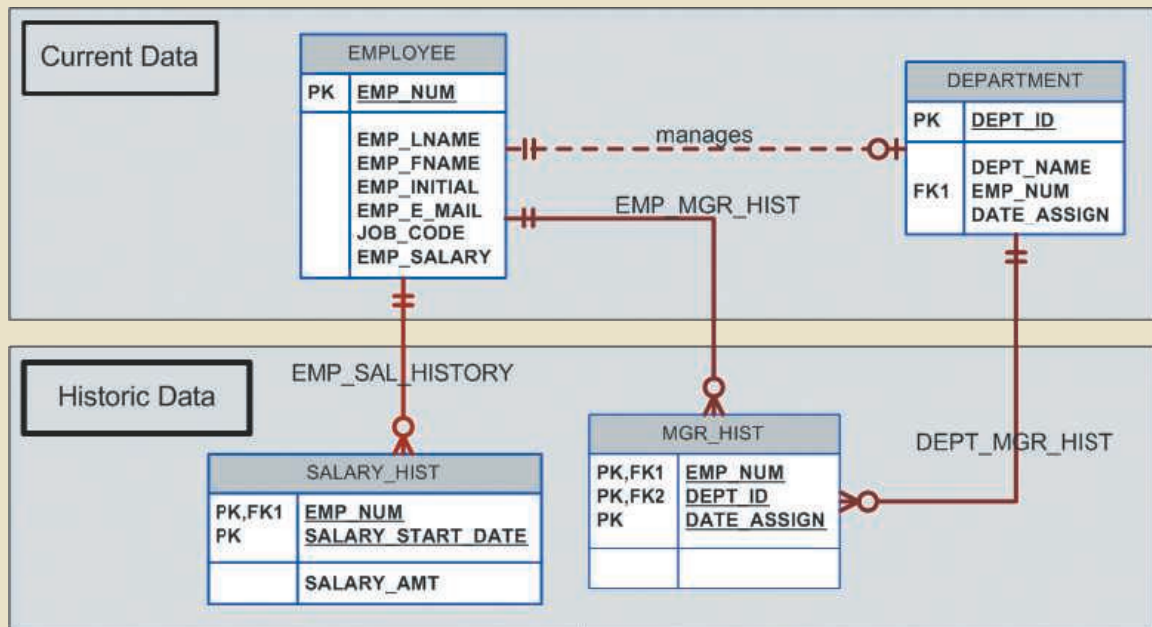 Current Data
EMPLOYEE
PK EMP_NUM
EMP_LNAME
EMP_FNAME
EMP_INITIAL
EMP_E_MAIL
JOB_CODE
EMP_SALARY
manages
EMP_MGR_HIST
DEPARTMENT
PK DEPT_ID
DEPT_NAME
FK1 EMP_NUM
DATE_ASSIGN
Historic Data
EMP_SAL_HISTORY
SALARY_HIST
PK,FK1 EMP_NUM
PK SALARY_START_DATE
SALARY_AMT
MGR_HIST
PK,FK1 EMP_NUM
PK,FK2 DEPT_ID
PK DATE_ASSIGN
DEPT_MGR_HIST